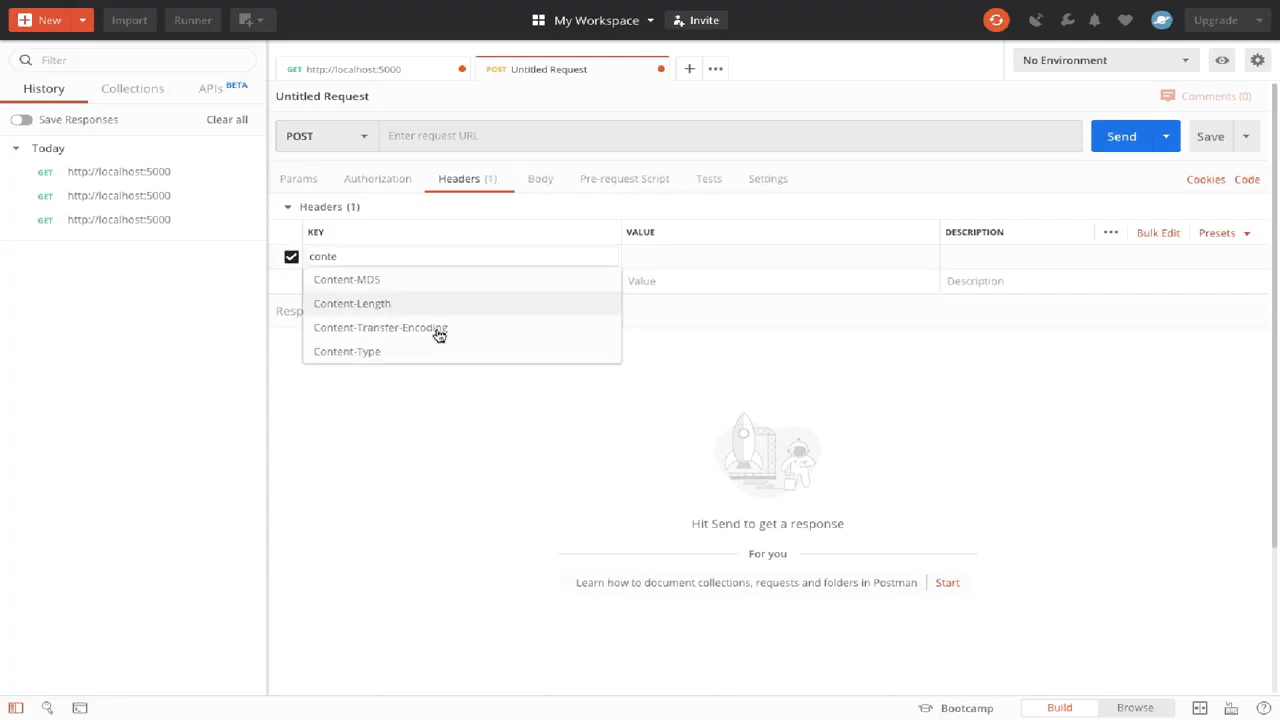 New
Import
Runner
My Workspace
Invite
Upgrade
Filter
History
Collections
APIs BETA
Save Responses
Clear all
Today
GET http://localhost:5000
GET http://localhost:5000
GET http://localhost:5000
GET http://localhost:5000
POST Untitled Request
No Environment
Untitled Request
Comments (0)
POST
Enter request URL
Send
Save
Params
Authorization
Headers (1)
Body
Pre-request Script
Tests
Settings
Cookies
Code
Headers (1)
KEY
VALUE
DESCRIPTION
Bulk Edit
Presets
conte
Content-MD5
Content-Length
Content-Transfer-Encoding
Content-Type
Value
Description
Resp
Hit Send to get a response
For you
Learn how to document collections, requests and folders in Postman
Start
Bootcamp
Build
Browse